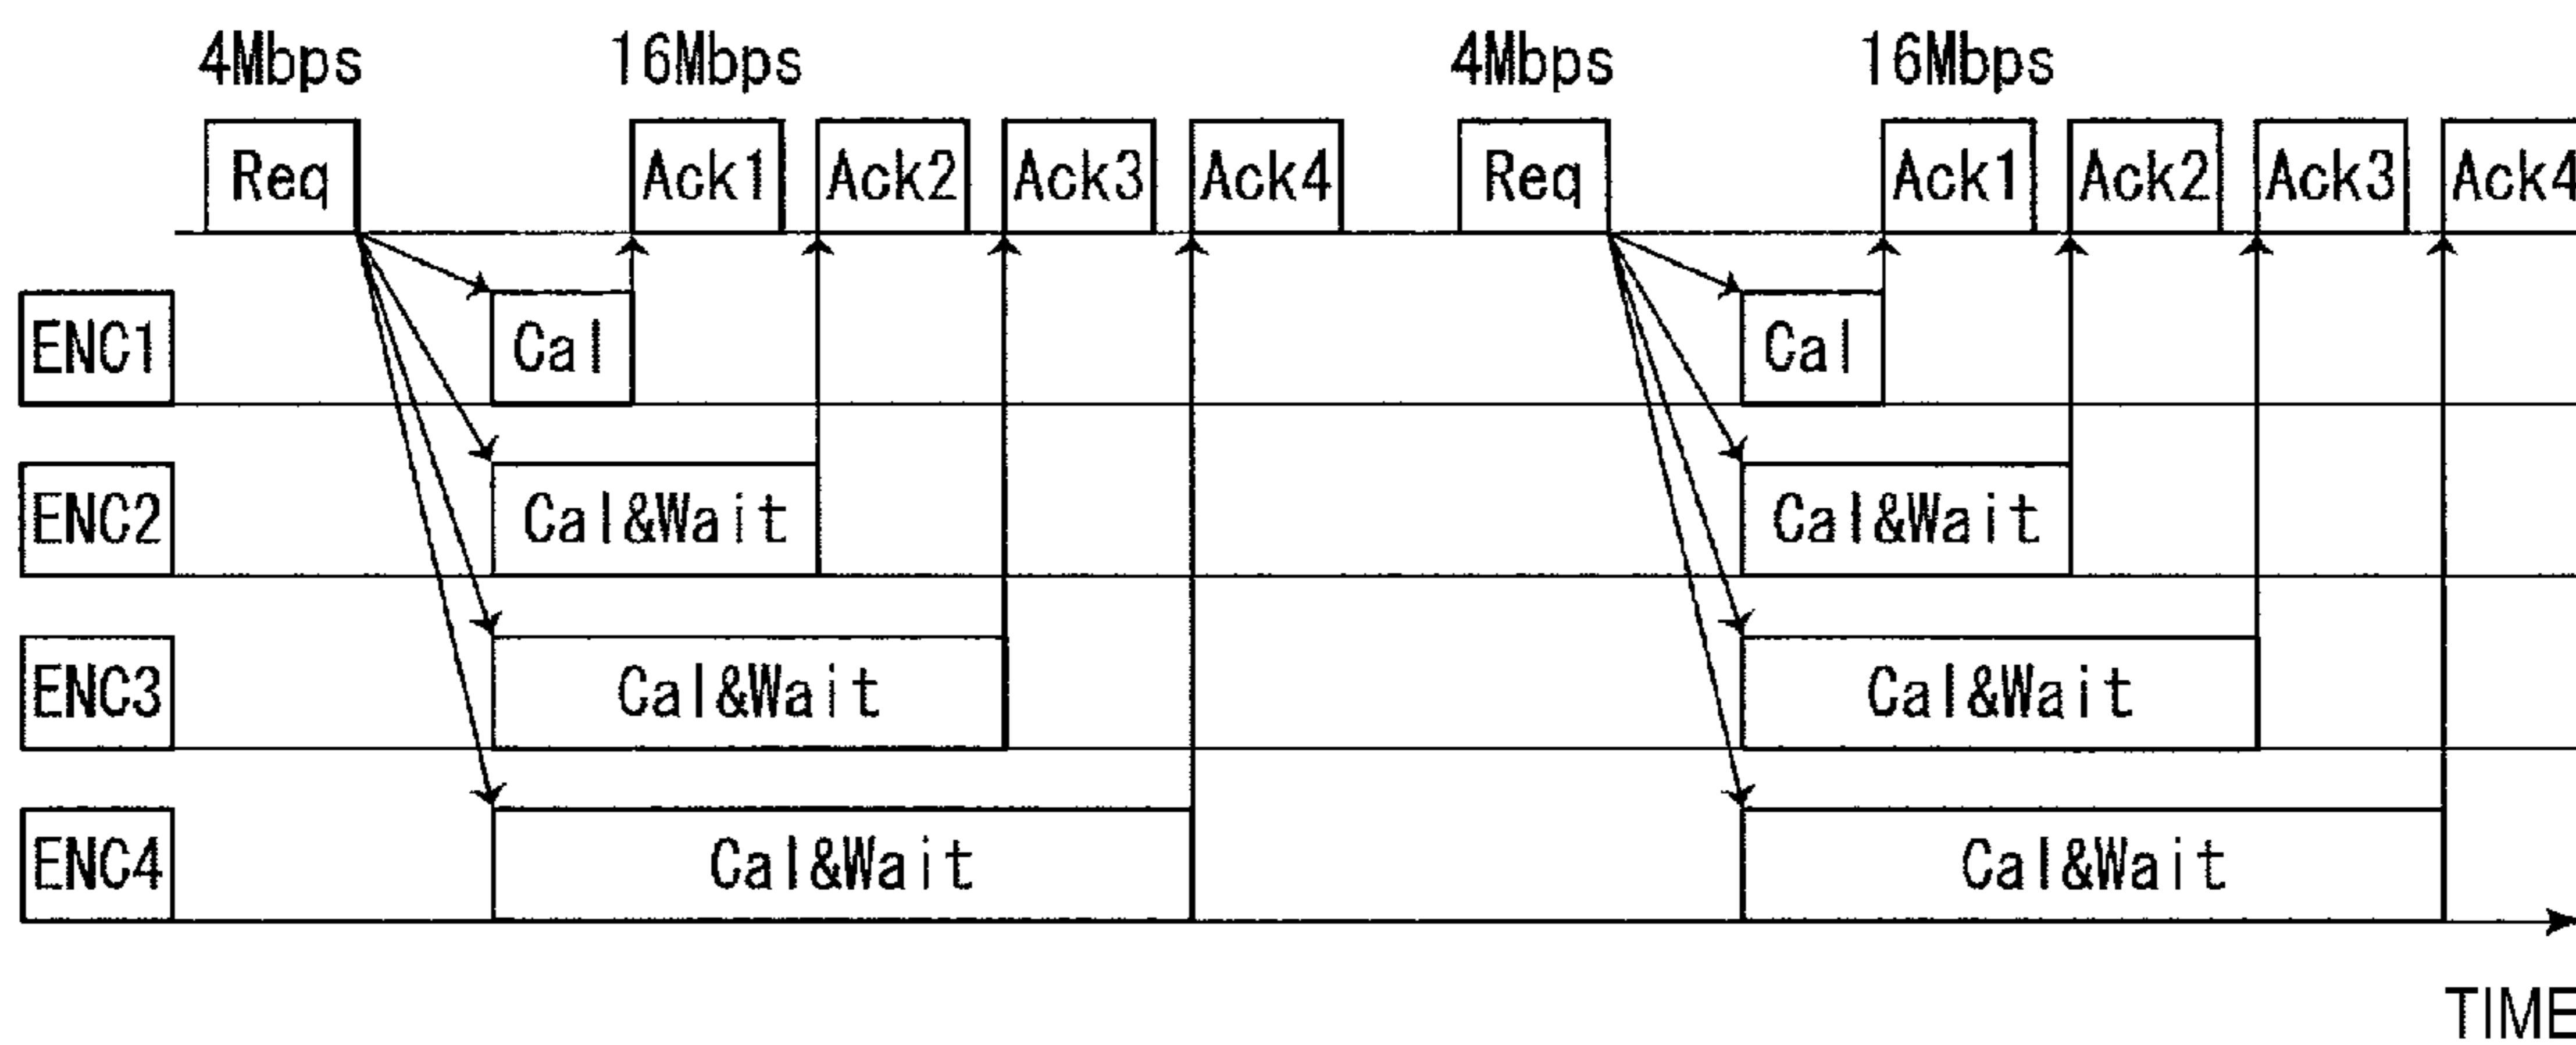 4Mbps 16Mbps 4Mbps 16Mbps
Req Ack1 Ack2 Ack3 Ack4 Req Ack1 Ack2 Ack3 Ack4
ENC1 Cal Cal
ENC2 Cal&Wait Cal&Wait
ENC3 Cal&Wait Cal&Wait
ENC4 Cal&Wait Cal&Wait
TIME